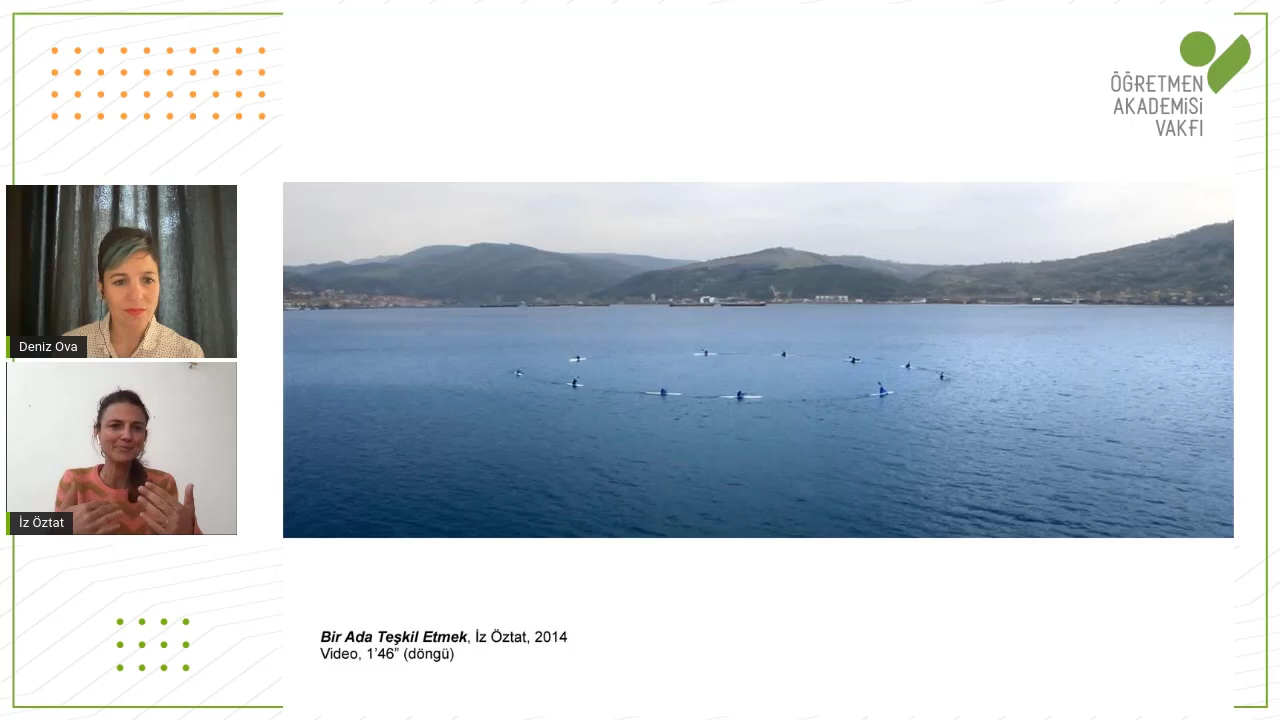 ÖĞRETMEN
AKADEMİSİ
VAKFI
Deniz Ova
İz Öztat
Bir Ada Teşkil Etmek, İz Öztat, 2014
Video, 1’46” (döngü)